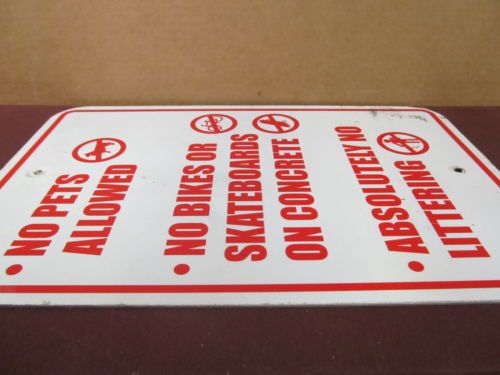 • NO PETS
ALLOWED
• NO BIKES OR
SKATEBOARDS
ON CONCRETE
• ABSOLUTELY NO
LITTERING